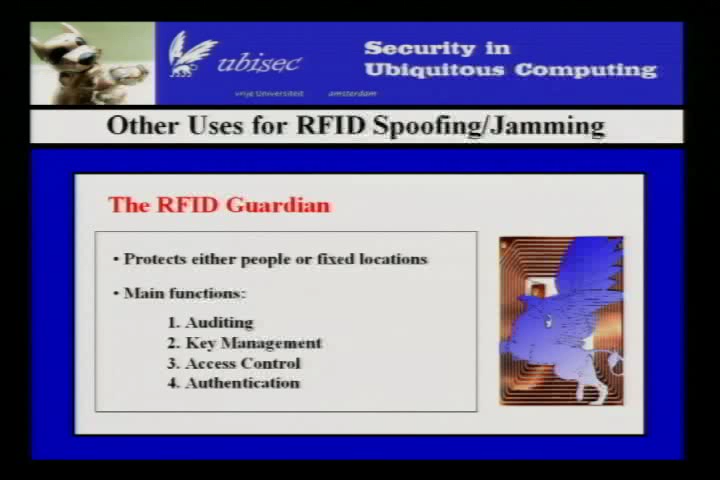 ubisec
vrije Universiteit amsterdam
Security in
Ubiquitous Computing
Other Uses for RFID Spoofing/Jamming
The RFID Guardian
• Protects either people or fixed locations
• Main functions:
1. Auditing
2. Key Management
3. Access Control
4. Authentication